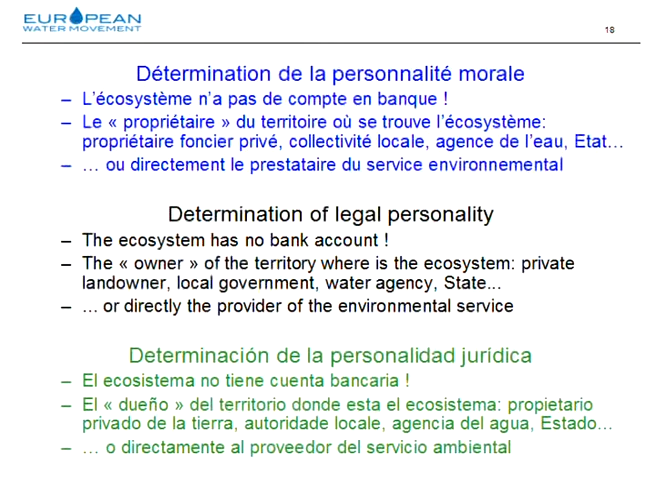 EUROPEAN
WATER MOVEMENT
18
Détermination de la personnalité morale
– L’écosystème n’a pas de compte en banque !
– Le « propriétaire » du territoire où se trouve l’écosystème:
propriétaire foncier privé, collectivité locale, agence de l’eau, Etat…
– … ou directement le prestataire du service environnemental
Determination of legal personality
– The ecosystem has no bank account !
– The « owner » of the territory where is the ecosystem: private
landowner, local government, water agency, State...
– ... or directly the provider of the environmental service
Determinación de la personalidad jurídica
– El ecosistema no tiene cuenta bancaria !
– El « dueño » del territorio donde esta el ecosistema: propietario
privado de la tierra, autoridade locale, agencia del agua, Estado…
– … o directamente al proveedor del servicio ambiental